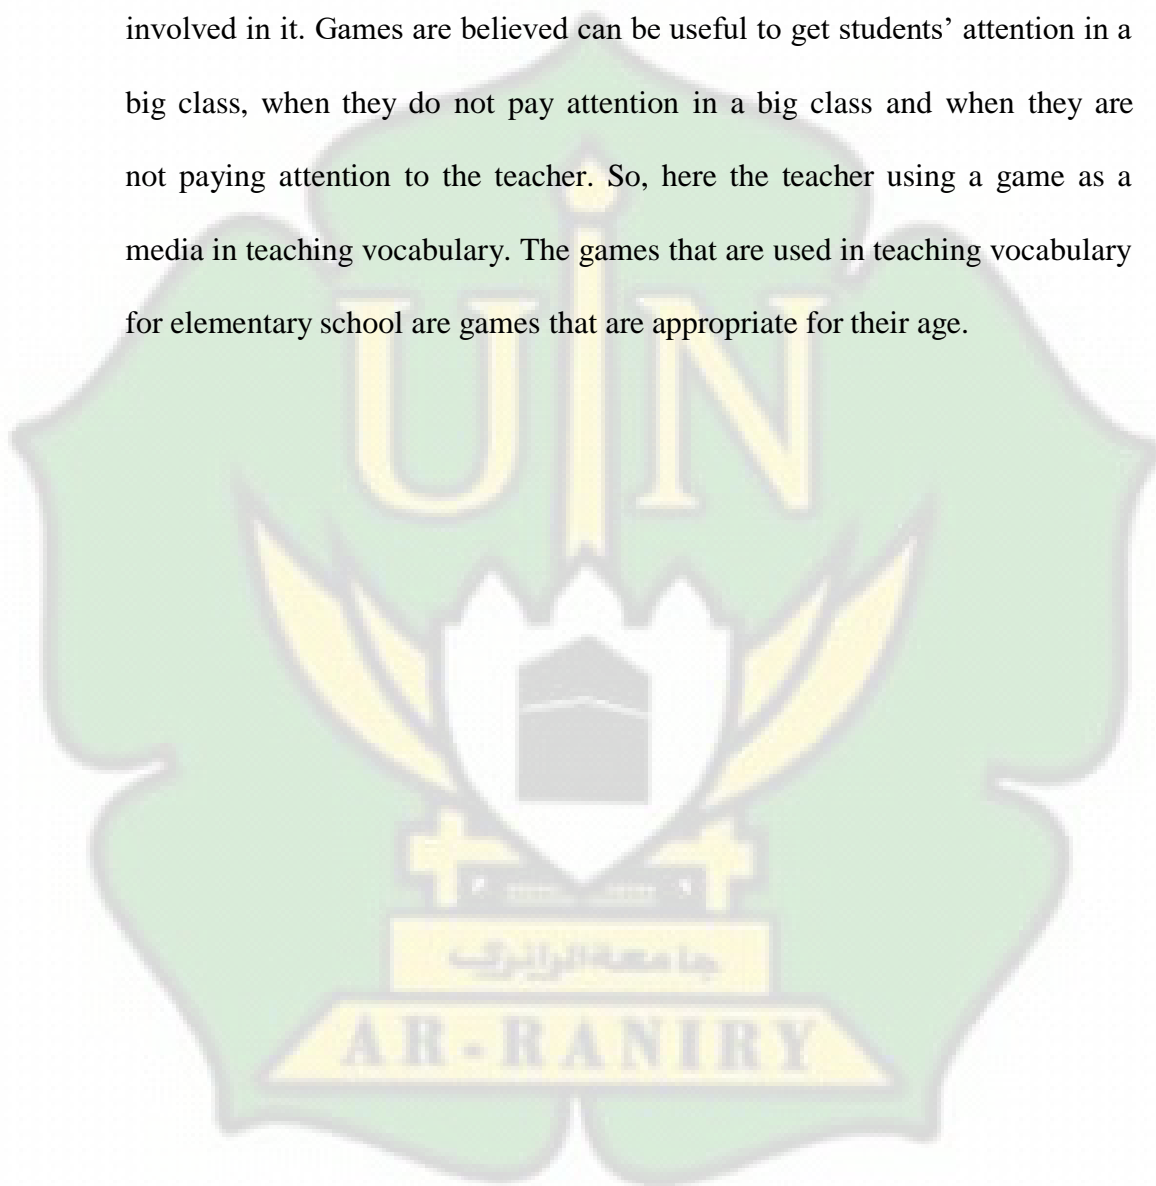 involved in it. Games are believed can be useful to get students’ attention in a
big class, when they do not pay attention in a big class and when they are
not paying attention to the teacher. So, here the teacher using a game as a
media in teaching vocabulary. The games that are used in teaching vocabulary
for elementary school are games that are appropriate for their age.
UIN
جامعة الرانري
AR-RANIRY